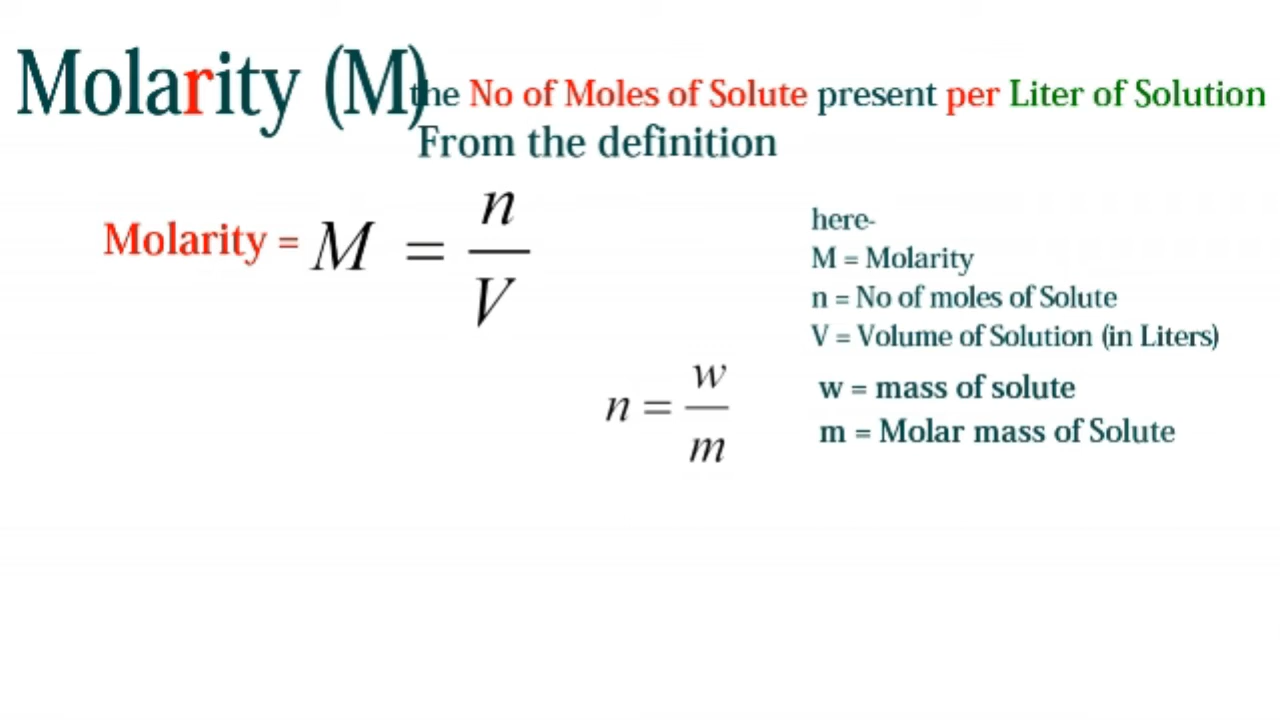 Molarity (M) the No of Moles of Solute present per Liter of Solution
From the definition
Molarity = M = n / V
here-
M = Molarity
n = No of moles of Solute
V = Volume of Solution (in Liters)
n = w / m
w = mass of solute
m = Molar mass of Solute